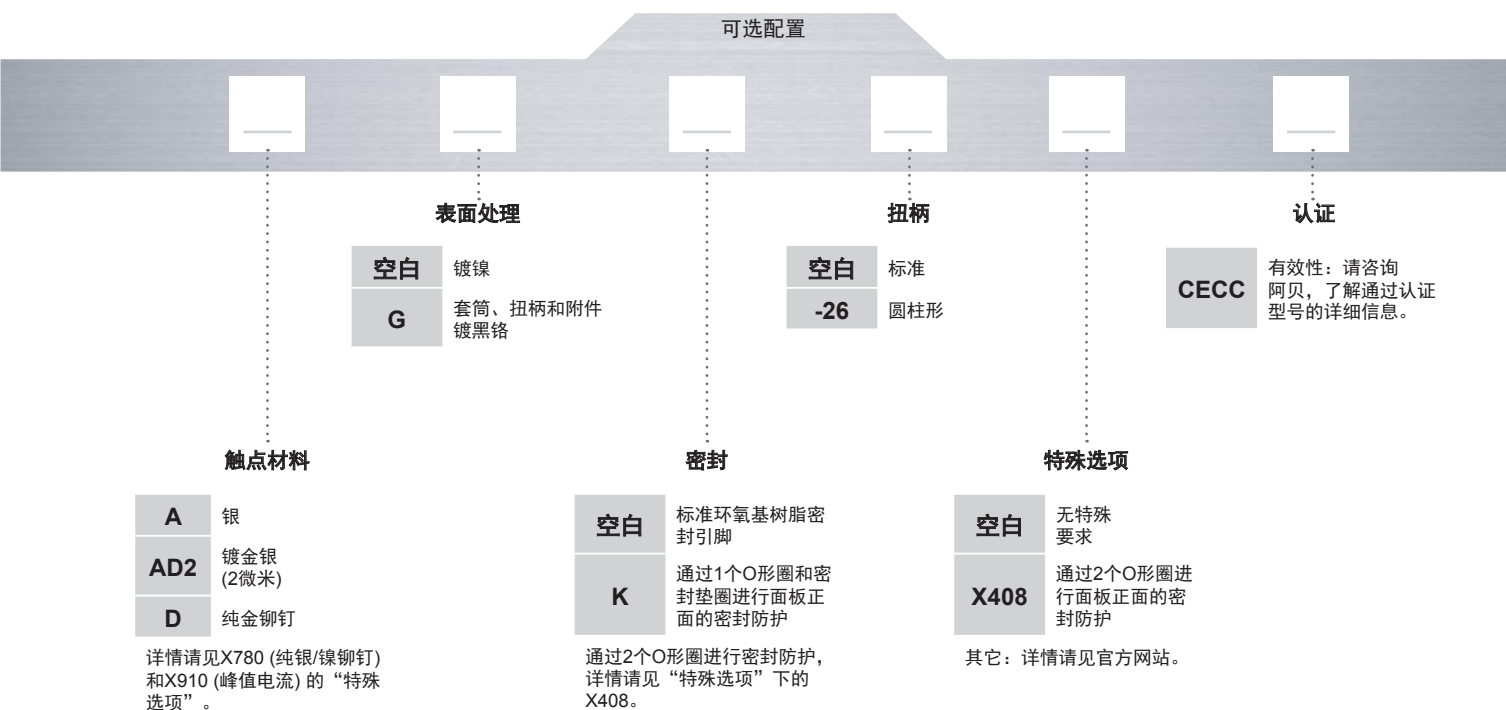 可选配置
表面处理
空白 镀镍
G 套筒、扭柄和附件
镀黑铬
扭柄
空白 标准
-26 圆柱形
认证
CECC 有效性：请咨询
阿贝，了解通过认证
型号的详细信息。
触点材料
A 银
AD2 镀金银
(2微米)
D 纯金铆钉
详情请见X780 (纯银/镍铆钉)
和X910 (峰值电流) 的“特殊
选项”。
密封
空白 标准环氧基树脂密
封引脚
K 通过1个O形圈和密
封垫圈进行面板正
面的密封防护
通过2个O形圈进行密封防护，
详情请见“特殊选项”下的
X408。
特殊选项
空白 无特殊
要求
X408 通过2个O形圈进
行面板正面的密
封防护
其它：详情请见官方网站。